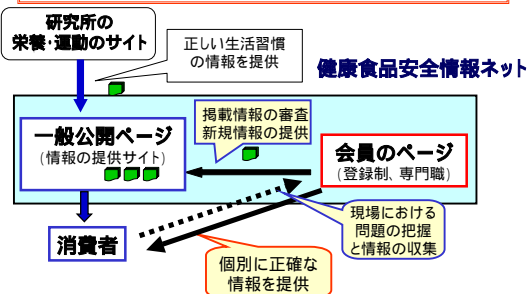 研究所の
栄養・運動のサイト
正しい生活習慣
の情報を提供
健康食品安全情報ネット
一般公開ページ
(情報の提供サイト)
掲載情報の審査
新規情報の提供
会員のページ
(登録制、専門職)
消費者
現場における
問題の把握
と情報の収集
個別に正確な
情報を提供